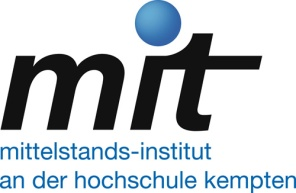 mit
mittelstands-institut
an der hochschule kempten